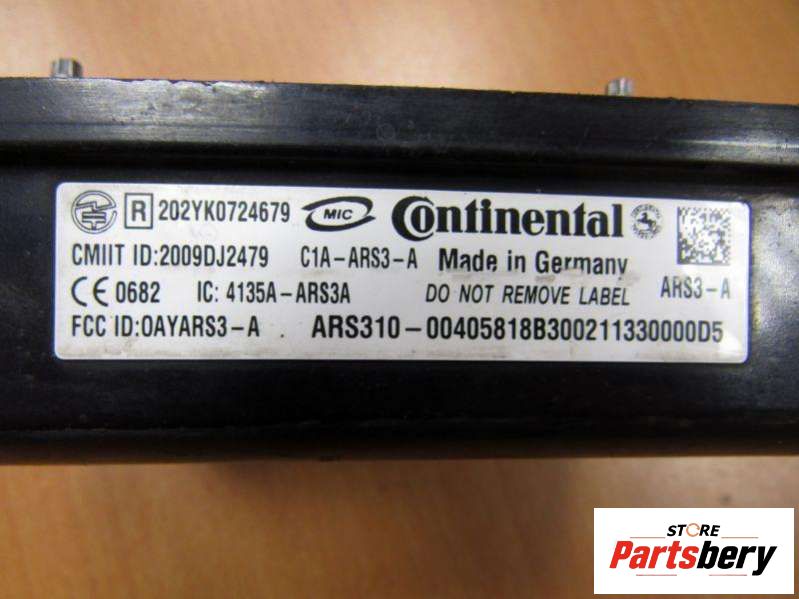 R 202YK0724679 MIC Continental
CMIIT ID:2009DJ2479 C1A-ARS3-A Made in Germany
CE 0682 IC: 4135A-ARS3A DO NOT REMOVE LABEL ARS3-A
FCC ID:OAYARS3-A ARS310-00405818B300211330000D5
STORE
Partsbery